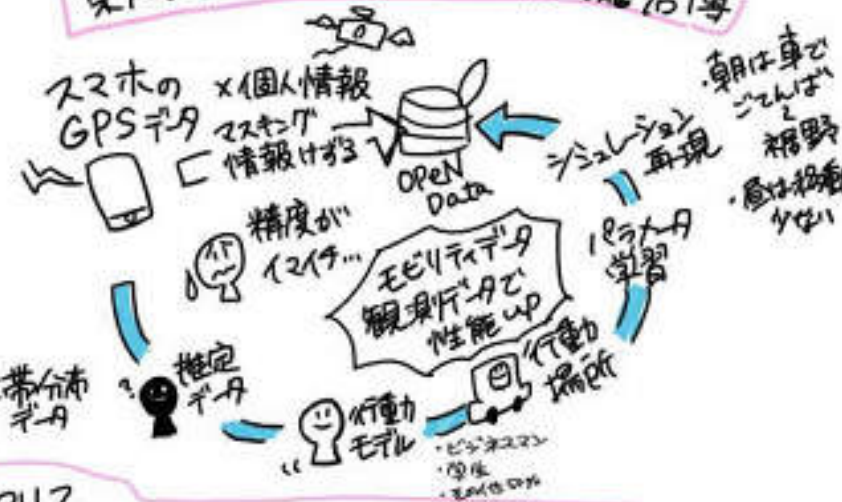 スマホの
GPSデータ
×個人情報
マスキング
情報けずる
OPEN
Data
シミュレーション
再現
・朝は車で
ごてんば
裾野
・昼は移動
少ない
パラメータ
学習
精度が
イマイチ…
モビリティデータ
観測データで
性能up
行動
場所
・ビジネスマン
・学生
行動
モデル
推定
データ
?
帯分布
データ